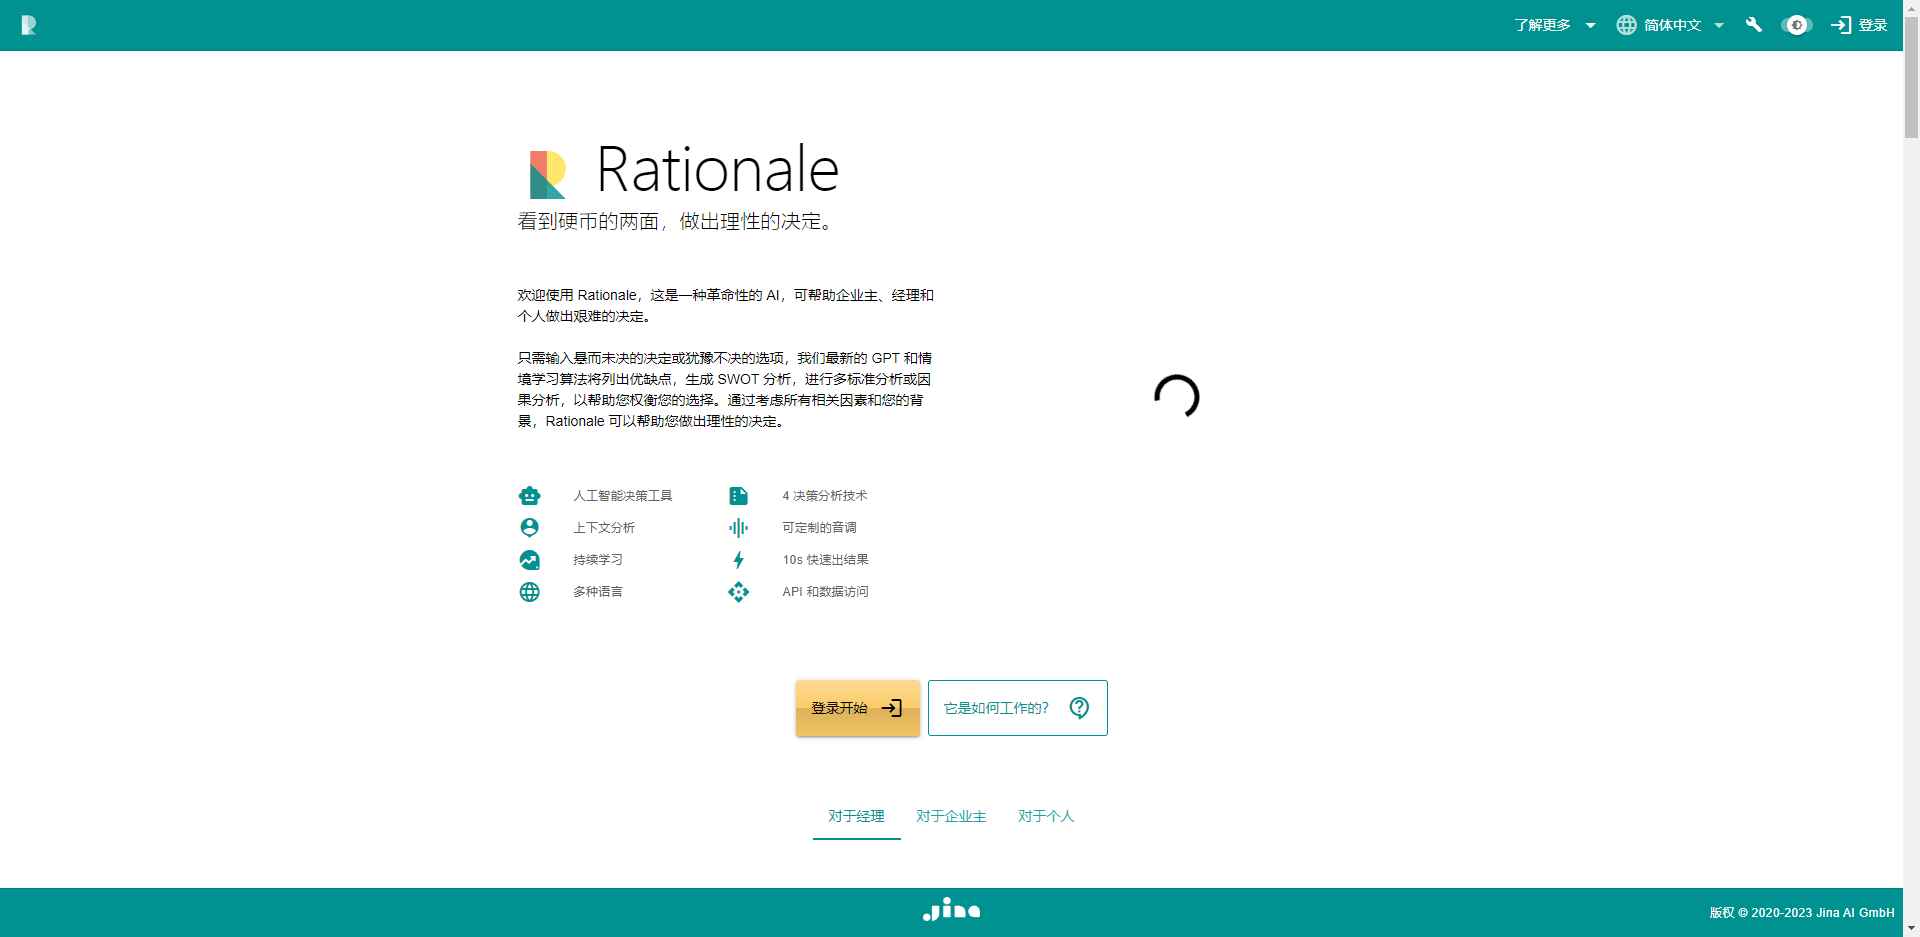 了解更多
简体中文
登录
Rationale
看到硬币的两面，做出理性的决定。
欢迎使用 Rationale，这是一种革命性的 AI，可帮助企业主、经理和
个人做出艰难的决定。
只需输入悬而未决的决定或犹豫不决的选项，我们最新的 GPT 和情
境学习算法将列出优缺点，生成 SWOT 分析，进行多标准分析或因
果分析，以帮助您权衡您的选择。通过考虑所有相关因素和您的背
景，Rationale 可以帮助您做出理性的决定。
人工智能决策工具
4 决策分析技术
上下文分析
可定制的音调
持续学习
10s 快速出结果
多种语言
API 和数据访问
登录开始
它是如何工作的?
对于经理
对于企业主
对于个人
Jina
版权 © 2020-2023 Jina AI GmbH